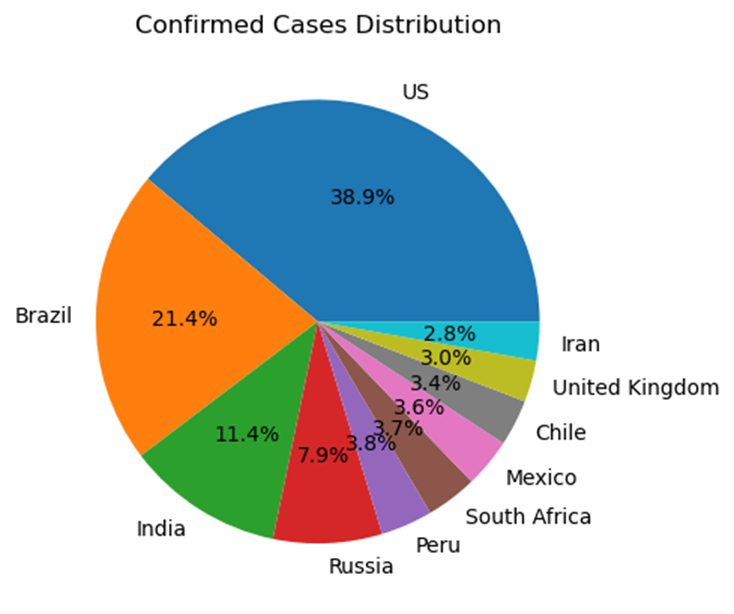 Confirmed Cases Distribution
US
38.9%
Brazil
21.4%
India
11.4%
Russia
7.9%
Peru
3.8%
South Africa
3.7%
Mexico
3.6%
Chile
3.4%
United Kingdom
3.0%
Iran
2.8%